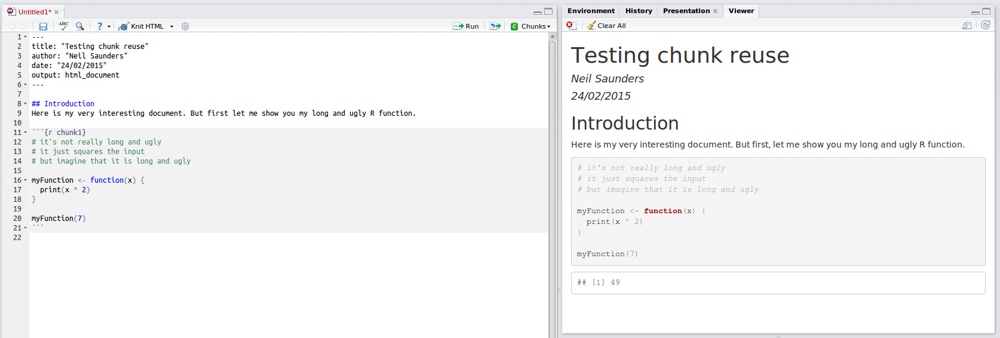 Untitled1*
ABC
? Knit HTML Run Chunks
1 ---
2 title: "Testing chunk reuse"
3 author: "Neil Saunders"
4 date: "24/02/2015"
5 output: html_document
6 ---
7
8 ## Introduction
9 Here is my very interesting document. But first let me show you my long and ugly R function.
10
11 ```{r chunk1}
12 # it's not really long and ugly
13 # it just squares the input
14 # but imagine that it is long and ugly
15
16 myFunction <- function(x) {
17   print(x ^ 2)
18 }
19
20 myFunction(7)
21 ```
22
Environment History Presentation Viewer
Clear All
Testing chunk reuse
Neil Saunders
24/02/2015
Introduction
Here is my very interesting document. But first, let me show you my long and ugly R function.
# it's not really long and ugly
# it just squares the input
# but imagine that it is long and ugly
myFunction <- function(x) {
  print(x ^ 2)
}
myFunction(7)
## [1] 49